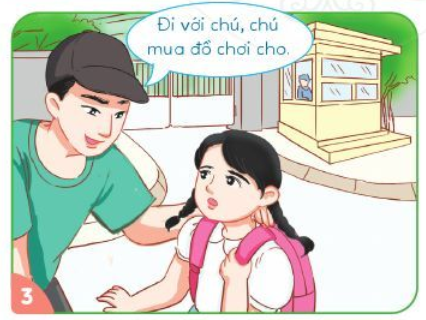 Đi với chú, chú
mua đồ chơi cho.
3